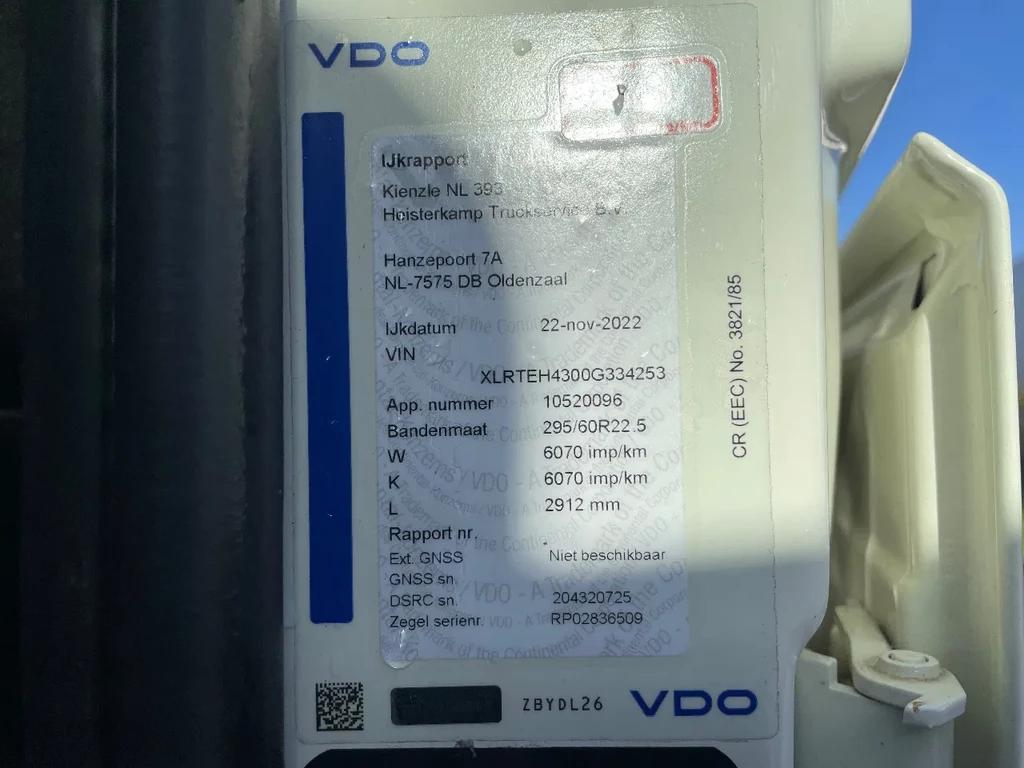 VDO
IJkrapport
Kienzle NL 393
Heisterkamp Truckservice B.V.
Hanzepoort 7A
NL-7575 DB Oldenzaal
IJkdatum 22-nov-2022
VIN
XLRTEH4300G334253
App. nummer 10520096
Bandenmaat 295/60R22.5
W 6070 imp/km
K 6070 imp/km
L 2912 mm
Rapport nr. .
Ext. GNSS Niet beschikbaar
GNSS sn.
DSRC sn. 204320725
Zegel serienr. RP02836509
CR (EEC) No. 3821/85
ZBYDL26 VDO